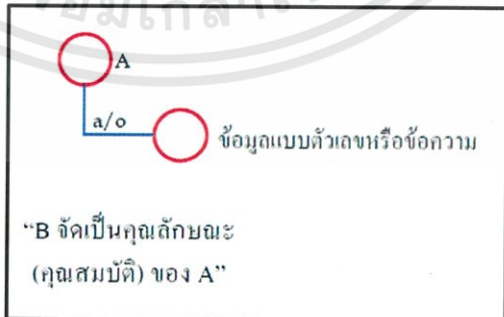 A
a/o
ข้อมูลแบบตัวเลขหรือข้อความ
“B จัดเป็นคุณลักษณะ
(คุณสมบัติ) ของ A”